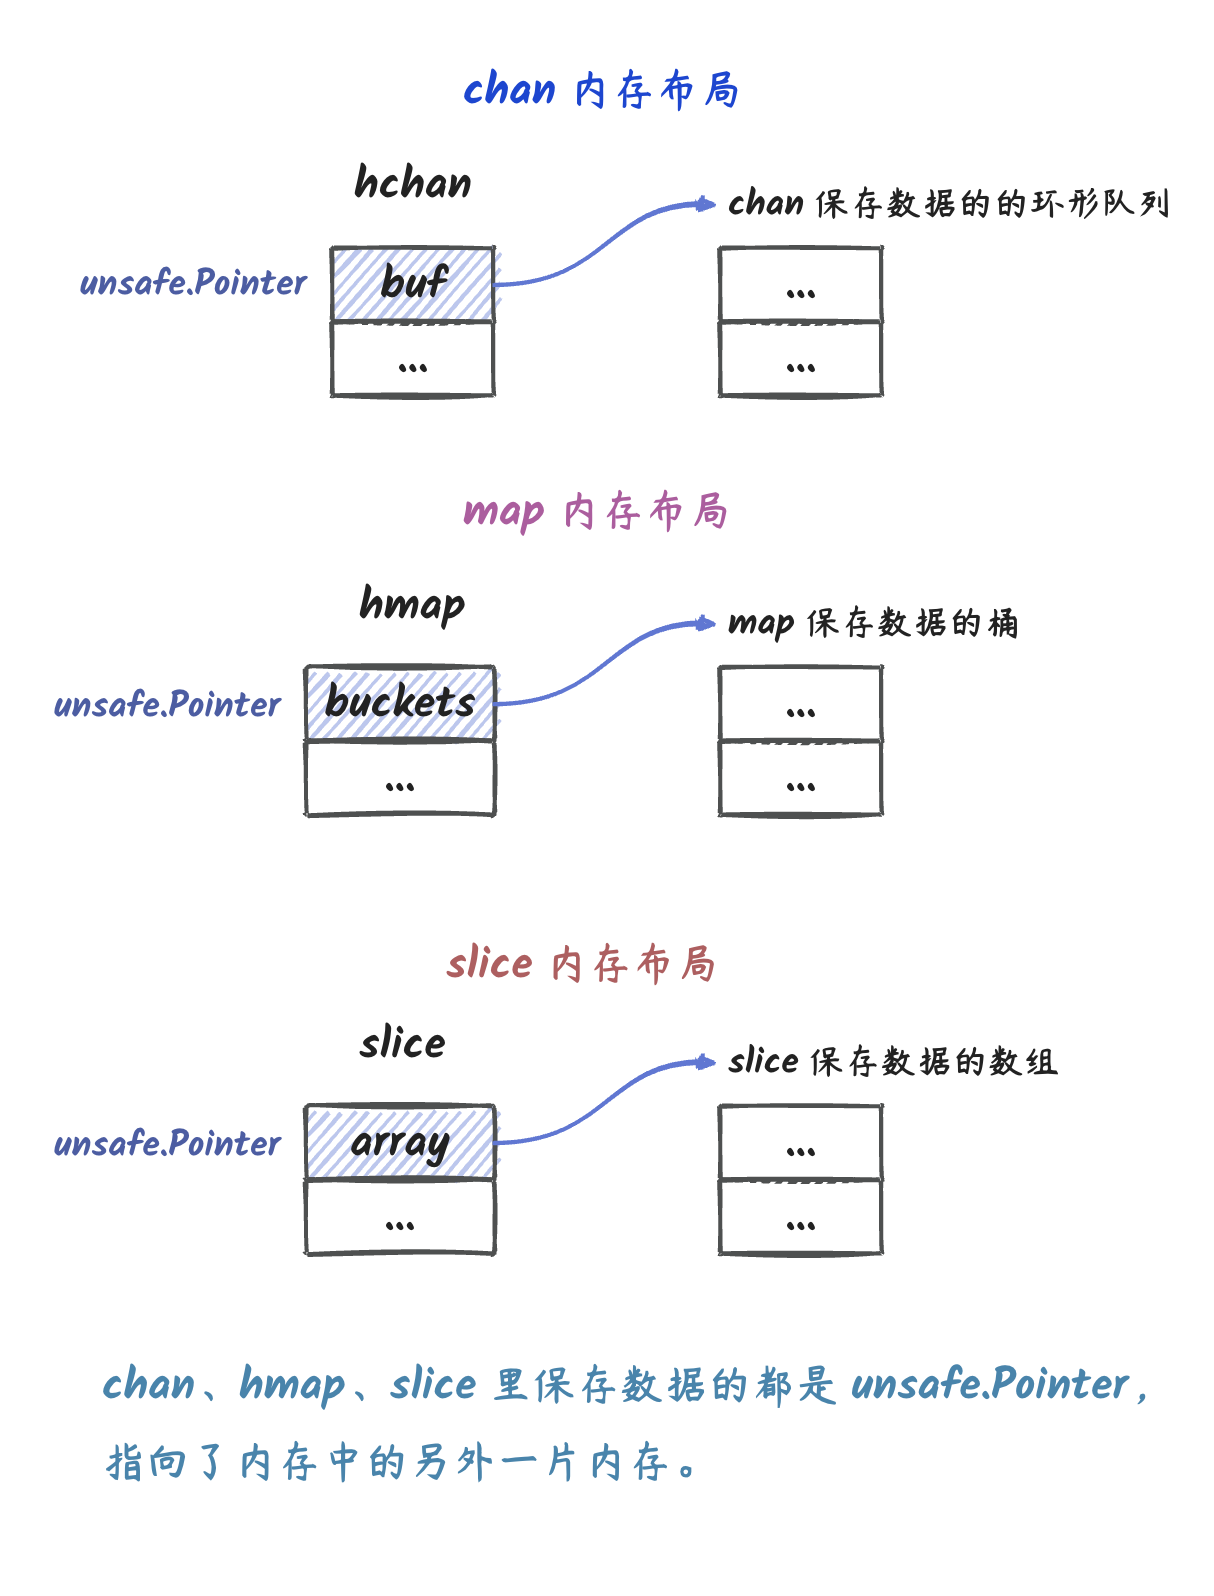 chan 内存布局
hchan
chan 保存数据的的环形队列
unsafe.Pointer
buf
...
...
...
map 内存布局
hmap
map 保存数据的桶
unsafe.Pointer
buckets
...
...
...
slice 内存布局
slice
slice 保存数据的数组
unsafe.Pointer
array
...
...
...
chan、hmap、slice 里保存数据的都是 unsafe.Pointer，
指向了内存中的另外一片内存。